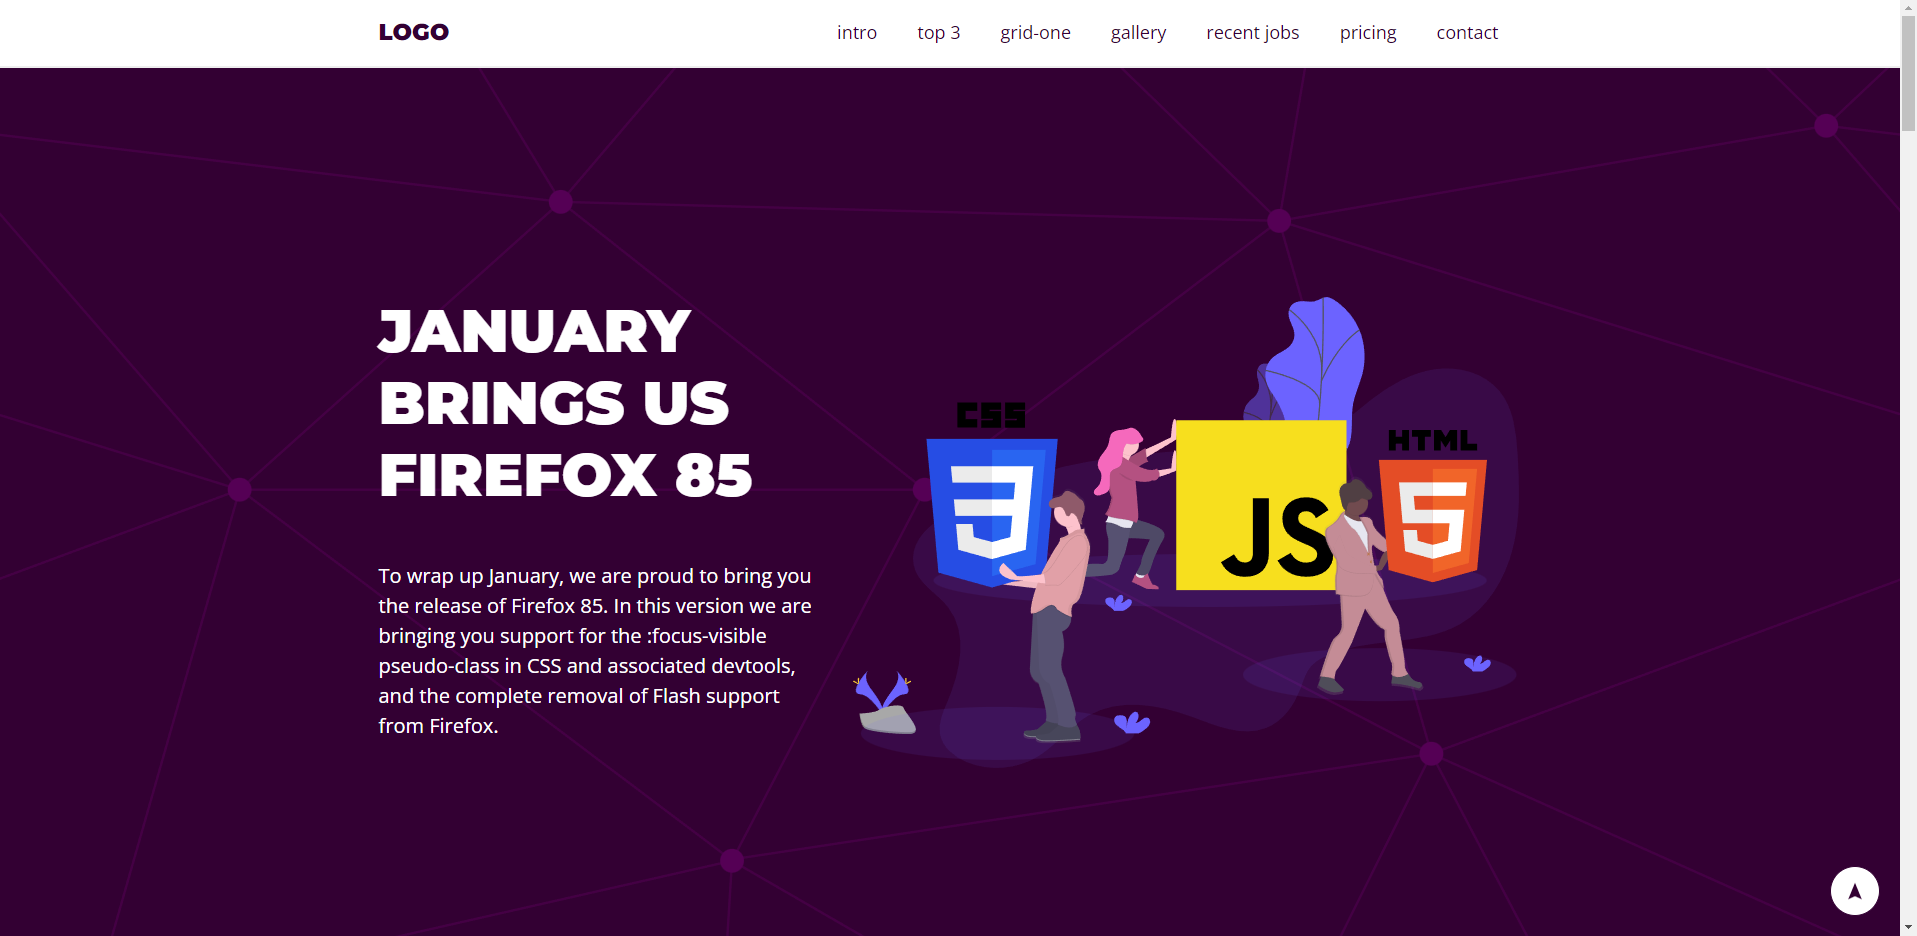 LOGO
intro top 3 grid-one gallery recent jobs pricing contact
JANUARY
BRINGS US
FIREFOX 85
To wrap up January, we are proud to bring you
the release of Firefox 85. In this version we are
bringing you support for the :focus-visible
pseudo-class in CSS and associated devtools,
and the complete removal of Flash support
from Firefox.
CSS
3
JS
HTML
5